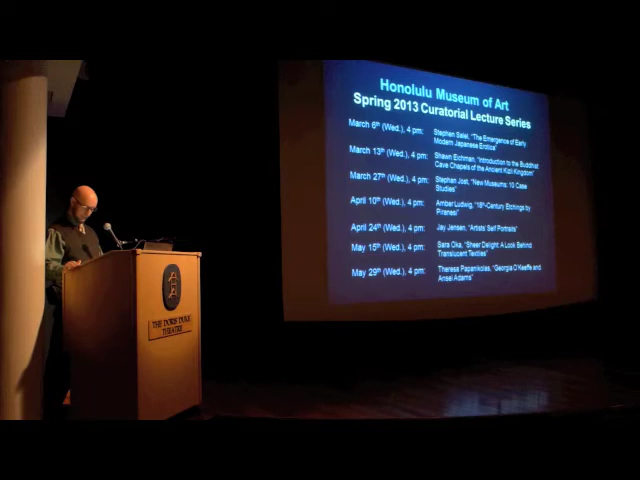 Honolulu Museum of Art
Spring 2013 Curatorial Lecture Series
March 6th (Wed.), 4 pm: Stephen Salel, "The Emergence of Early
Modern Japanese Erotica"
March 13th (Wed.), 4 pm: Shawn Eichman, "Introduction to the Buddhist
Cave Chapels of the Ancient Kizil Kingdom"
March 27th (Wed.), 4 pm: Stephan Jost, "New Museums: 10 Case
Studies"
April 10th (Wed.), 4 pm: Amber Ludwig, "18th-Century Etchings by
Piranesi"
April 24th (Wed.), 4 pm: Jay Jensen, "Artists' Self Portraits"
May 15th (Wed.), 4 pm: Sara Oka, "Sheer Delight: A Look Behind
Translucent Textiles"
May 29th (Wed.), 4 pm: Theresa Papanikolas, "Georgia O'Keeffe and
Ansel Adams"
THE DORIS DUKE
THEATRE